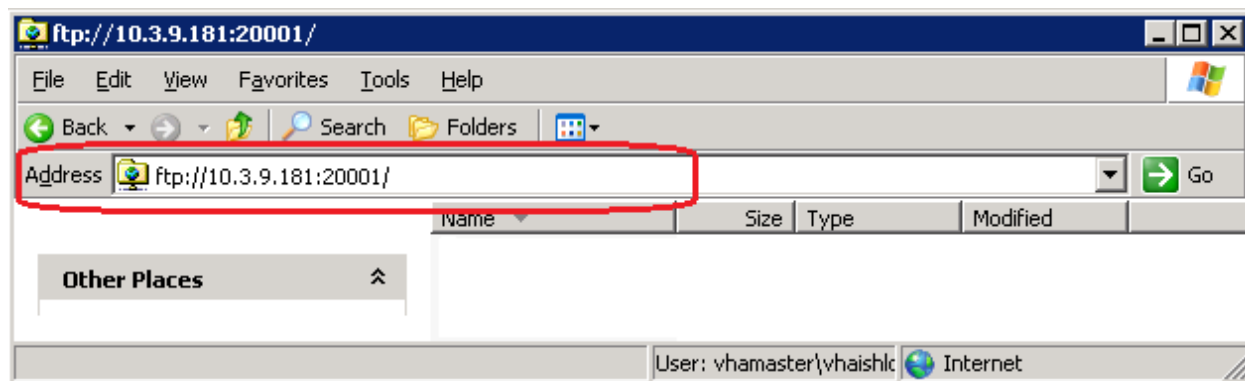 ftp://10.3.9.181:20001/
File Edit View Favorites Tools Help
Back Search Folders
Address ftp://10.3.9.181:20001/ Go
Name Size Type Modified
Other Places
User: vhamaster\vhaishlc Internet